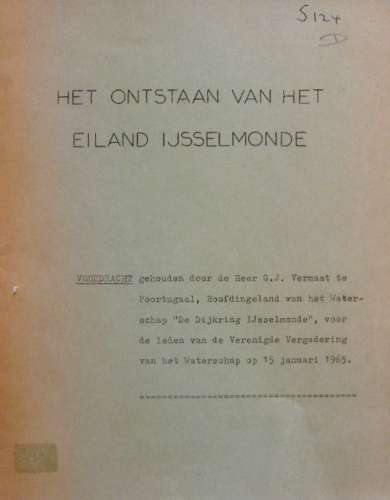 S 124
HET ONTSTAAN VAN HET
EILAND IJSSELMONDE
VOORDRACHT gehouden door de Heer G.J. Vermaat te
Poortugaal, Hoofdingeland van het Water-
schap "De Dijkring IJsselmonde", voor
de leden van de Verenigde Vergadering
van het Waterschap op 15 januari 1965.